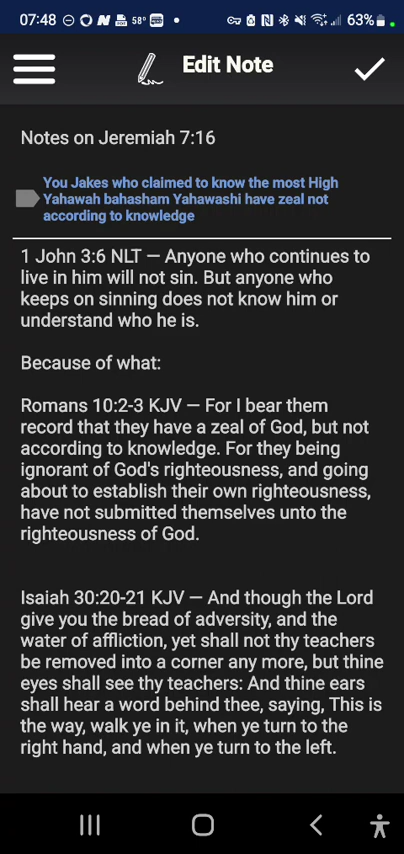 07:48
58°
63%
Edit Note
Notes on Jeremiah 7:16
You Jakes who claimed to know the most High
Yahawah bahasham Yahawashi have zeal not
according to knowledge
1 John 3:6 NLT — Anyone who continues to
live in him will not sin. But anyone who
keeps on sinning does not know him or
understand who he is.
Because of what:
Romans 10:2-3 KJV — For I bear them
record that they have a zeal of God, but not
according to knowledge. For they being
ignorant of God's righteousness, and going
about to establish their own righteousness,
have not submitted themselves unto the
righteousness of God.
Isaiah 30:20-21 KJV — And though the Lord
give you the bread of adversity, and the
water of affliction, yet shall not thy teachers
be removed into a corner any more, but thine
eyes shall see thy teachers: And thine ears
shall hear a word behind thee, saying, This is
the way, walk ye in it, when ye turn to the
right hand, and when ye turn to the left.